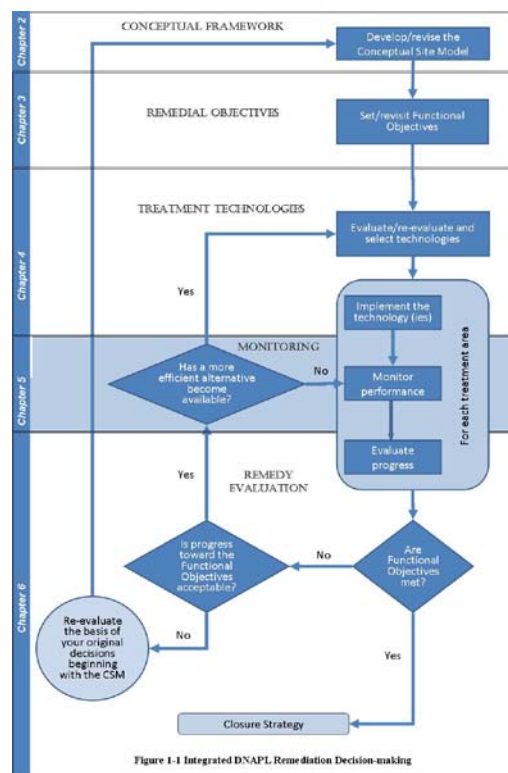 Chapter 2
CONCEPTUAL FRAMEWORK
Develop/revise the
Conceptual Site Model
Chapter 3
REMEDIAL OBJECTIVES
Set/revisit Functional
Objectives
Chapter 4
TREATMENT TECHNOLOGIES
Evaluate/re-evaluate and
select technologies
Yes
Implement the
technology (ies)
For each treatment area
Chapter 5
MONITORING
Has a more
efficient alternative
become
available?
No
Monitor
performance
Evaluate
progress
Chapter 6
Yes
REMEDY
EVALUATION
Is progress
toward the
Functional
Objectives
acceptable?
No
Are
Functional
Objectives
met?
No
Yes
Re-evaluate
the basis of
your original
decisions
beginning
with the CSM
Closure Strategy
Figure 1-1 Integrated DNAPL Remediation Decision-making